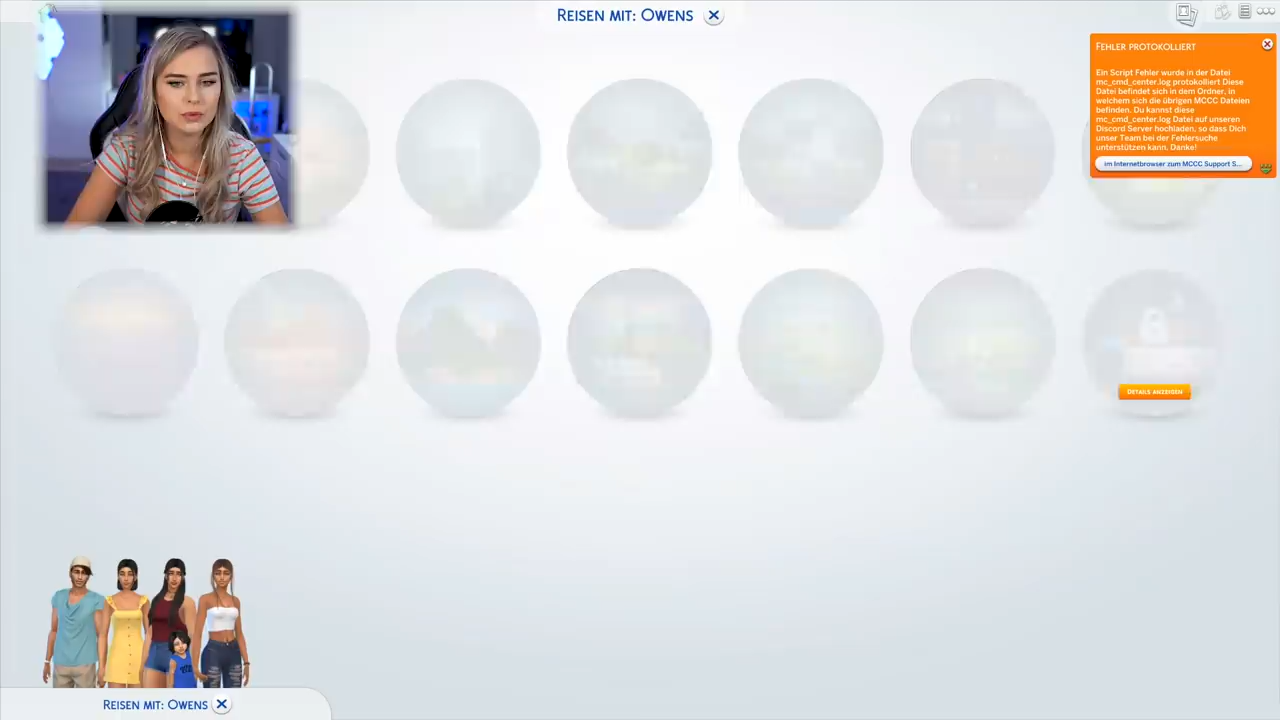 Reisen mit: Owens
Fehler protokolliert
Ein Script Fehler wurde in der Datei
mc_cmd_center.log protokolliert Diese
Datei befindet sich in dem Ordner, in
welchem sich die übrigen MCCC Dateien
befinden. Du kannst diese
mc_cmd_center.log Datei auf unseren
Discord Server hochladen, so dass Dich
unser Team bei der Fehlersuche
unterstützen kann. Danke!
im Internetbrowser zum MCCC Support S...
DETAILS ANZEIGEN
Reisen mit: Owens